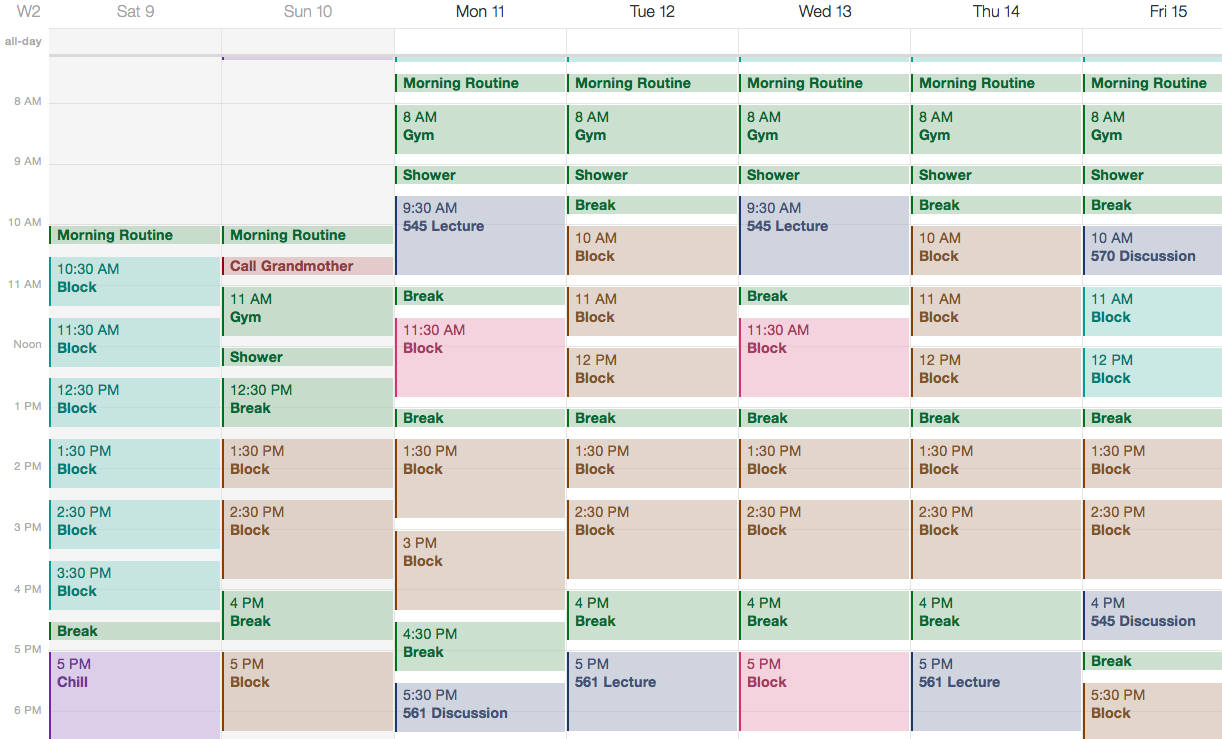 W2 Sat 9 Sun 10 Mon 11 Tue 12 Wed 13 Thu 14 Fri 15
all-day
Morning Routine Morning Routine Morning Routine Morning Routine Morning Routine
8 AM
8 AM 8 AM 8 AM 8 AM 8 AM
Gym Gym Gym Gym Gym
9 AM
Shower Shower Shower Shower Shower
9:30 AM Break 9:30 AM Break Break
545 Lecture 545 Lecture
10 AM
Morning Routine Morning Routine 10 AM 10 AM 10 AM
Block Block 570 Discussion
10:30 AM Call Grandmother
Block
11 AM
11 AM Break 11 AM Break 11 AM 11 AM
Gym Block Block Block
11:30 AM 11:30 AM 11:30 AM
Block Block Block
Noon
Shower 12 PM 12 PM 12 PM
Block Block Block
12:30 PM 12:30 PM
Block Break
1 PM
Break Break Break Break Break
1:30 PM 1:30 PM 1:30 PM 1:30 PM 1:30 PM 1:30 PM 1:30 PM
Block Block Block Block Block Block Block
2 PM
2:30 PM 2:30 PM 2:30 PM 2:30 PM 2:30 PM 2:30 PM
Block Block Block Block Block Block
3 PM
3 PM
Block
3:30 PM
Block
4 PM
4 PM 4 PM 4 PM 4 PM 4 PM
Break Break Break Break 545 Discussion
Break 4:30 PM
Break
5 PM
5 PM 5 PM 5 PM 5 PM 5 PM Break
Chill Block 561 Lecture Block 561 Lecture
5:30 PM 5:30 PM
561 Discussion Block
6 PM